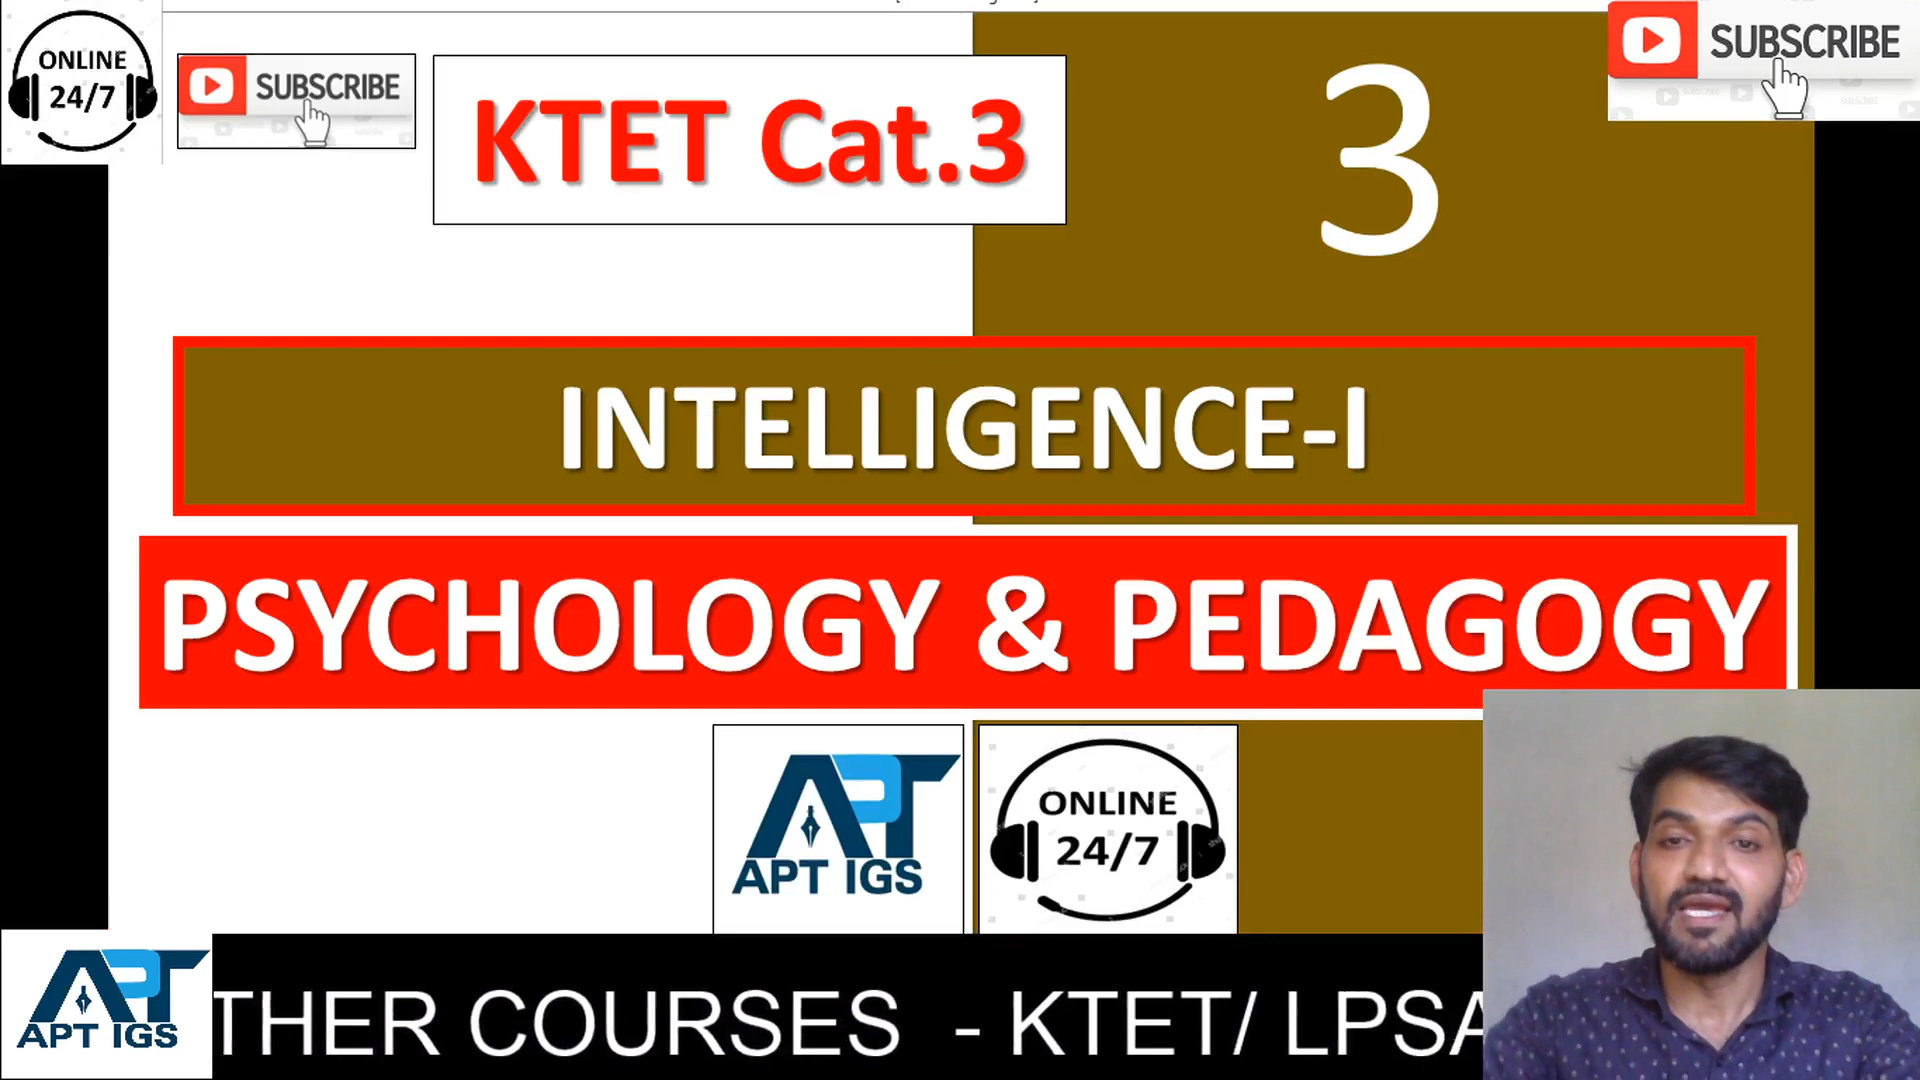 ONLINE
24/7
SUBSCRIBE
KTET Cat.3
3
SUBSCRIBE
INTELLIGENCE-I
PSYCHOLOGY & PEDAGOGY
APT IGS
ONLINE
24/7
APT IGS
THER COURSES - KTET/ LPSA